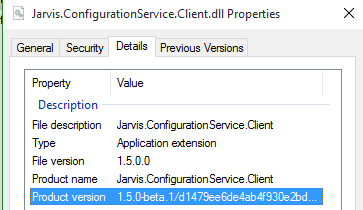 Jarvis.ConfigurationService.Client.dll Properties
General Security Details Previous Versions
Property Value
Description
File description Jarvis.ConfigurationService.Client
Type Application extension
File version 1.5.0.0
Product name Jarvis.ConfigurationService.Client
Product version 1.5.0-beta.1/d1479ee6de4ab4f930e2bd...